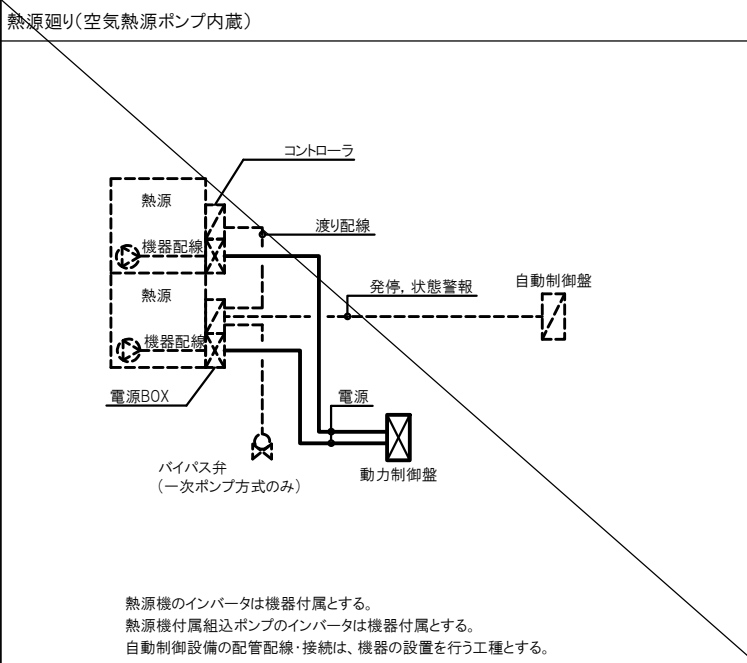 熱源廻り(空気熱源ポンプ内蔵)
コントローラ
熱源
渡り配線
機器配線
発停，状態警報
自動制御盤
熱源
機器配線
電源BOX
電源
バイパス弁
(一次ポンプ方式のみ)
動力制御盤
熱源機のインバータは機器付属とする。
熱源機付属組込ポンプのインバータは機器付属とする。
自動制御設備の配管配線・接続は、機器の設置を行う工種とする。